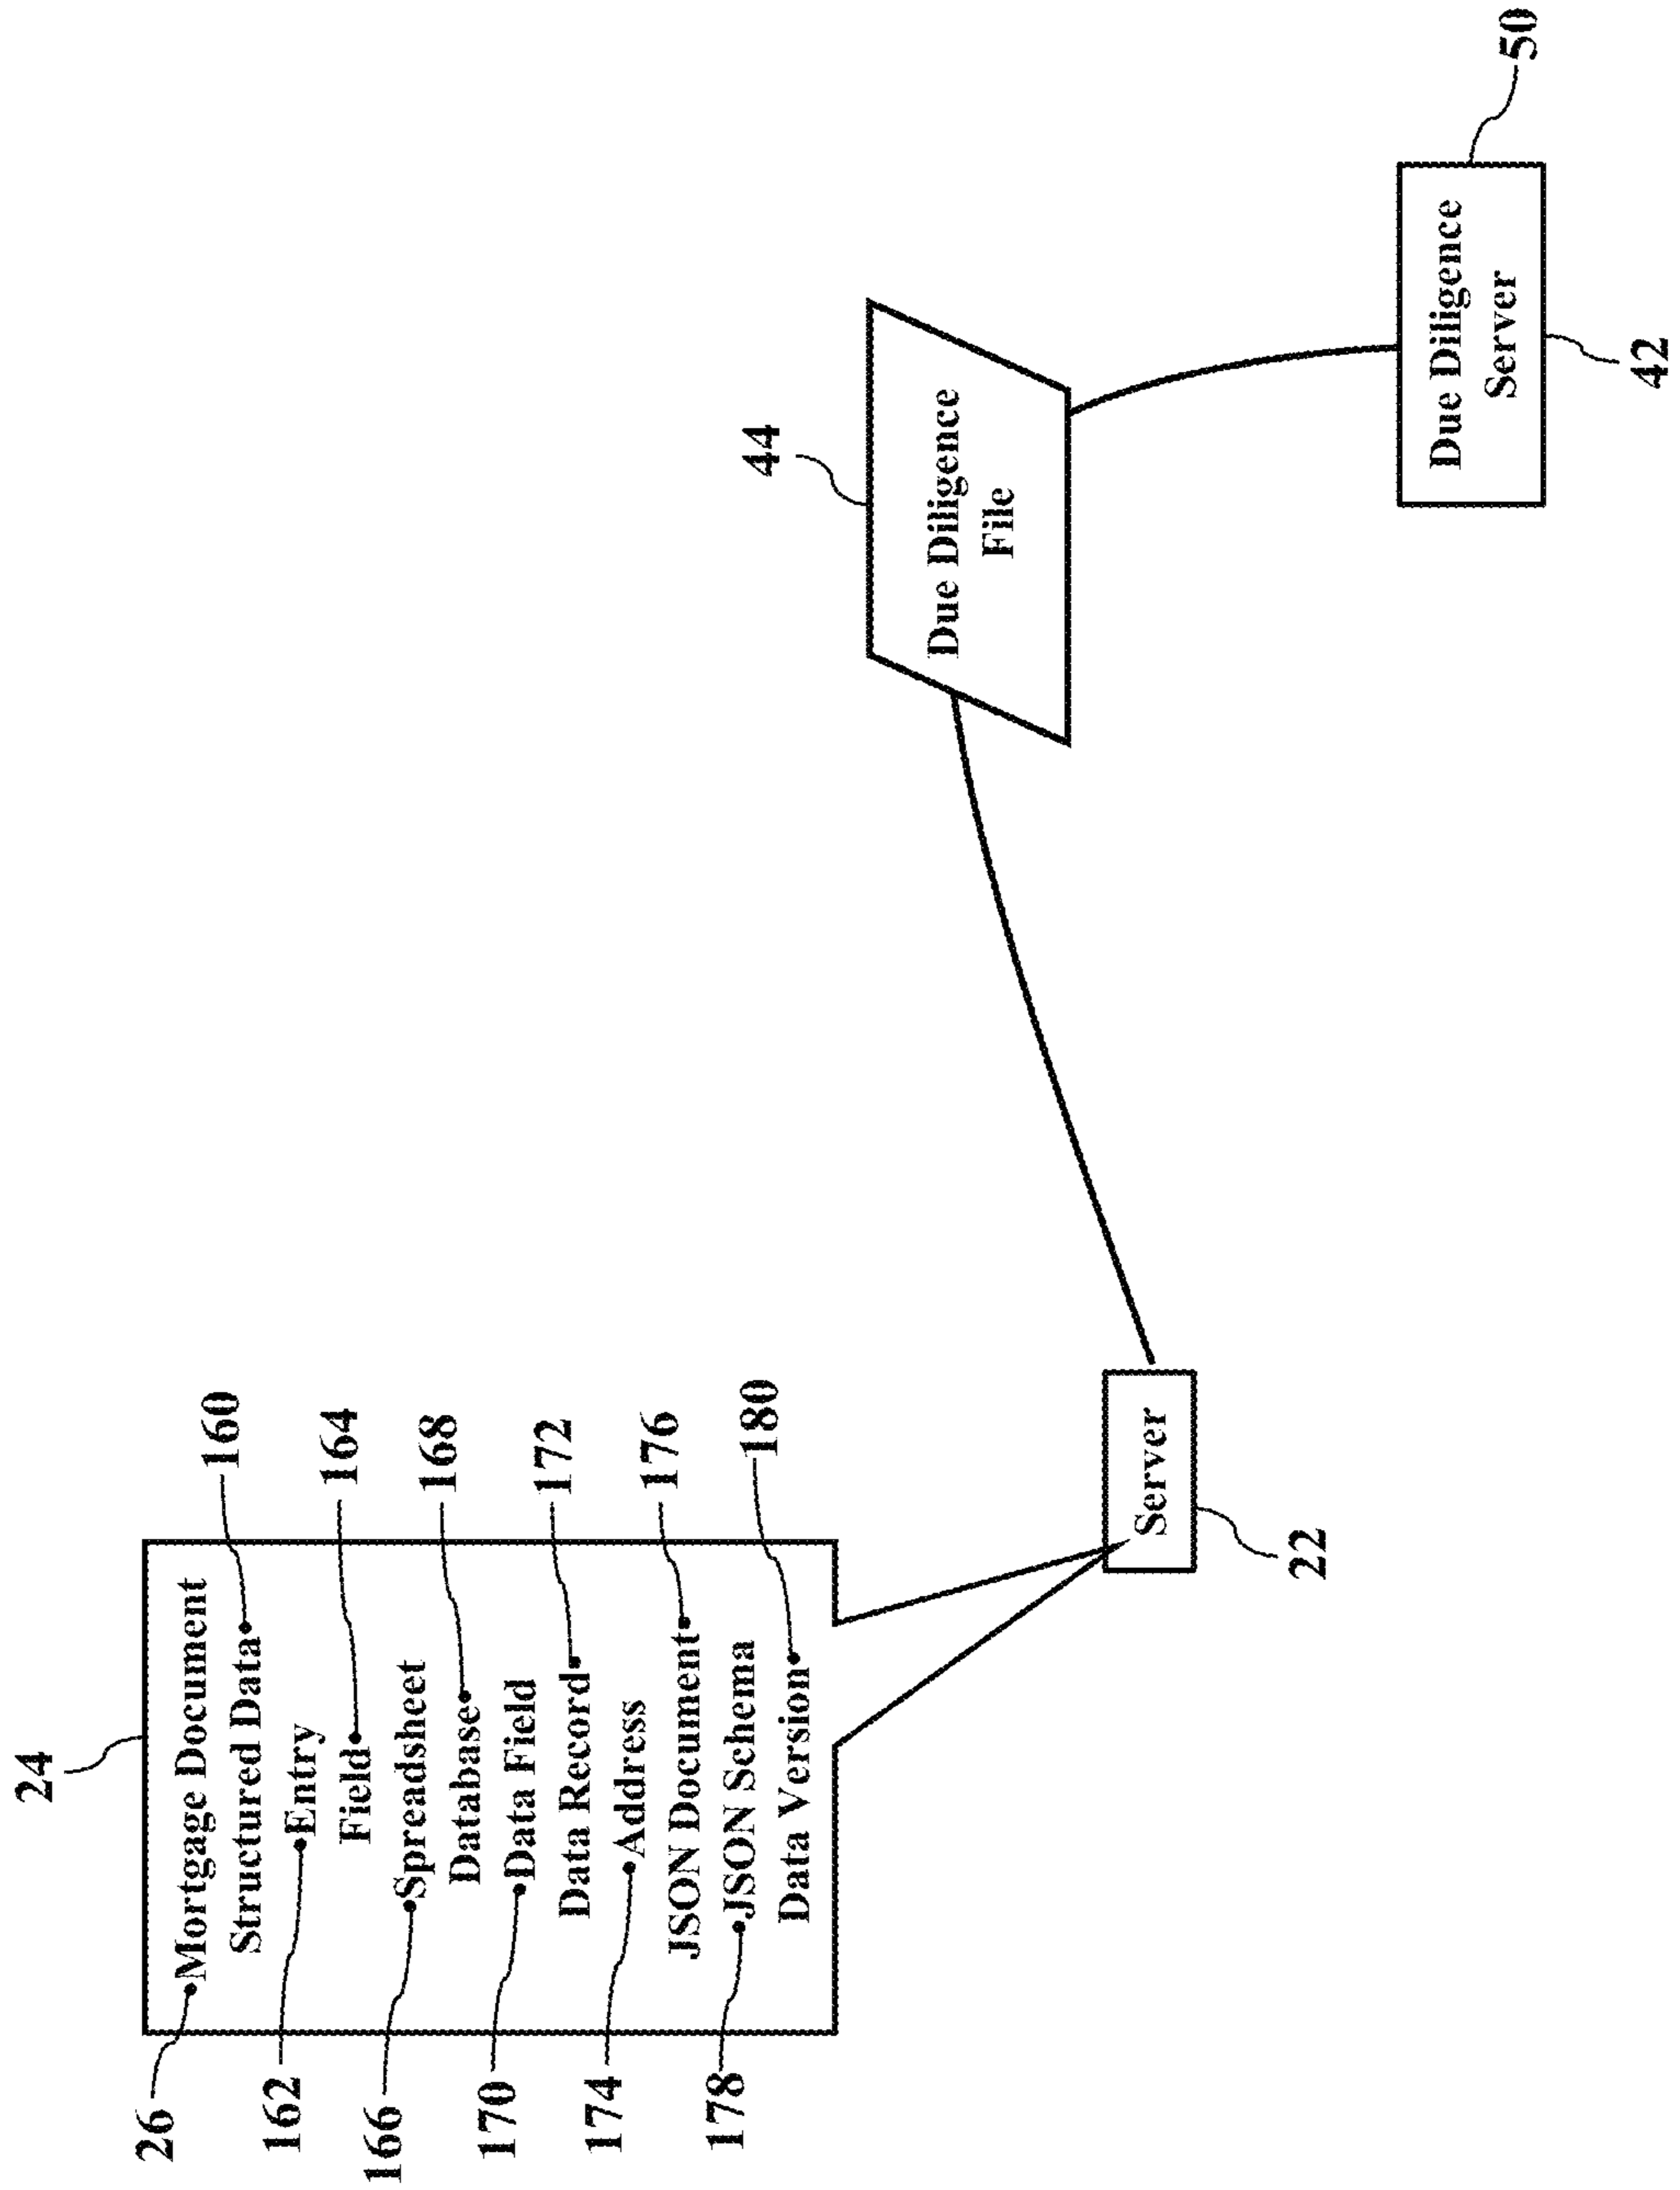 24
26
Mortgage Document
160
Structured Data
162
Entry
164
Field
166
Spreadsheet
168
Database
170
Data Field
172
Data Record
174
Address
176
JSON Document
178
JSON Schema
180
Data Version
Server
22
44
Due Diligence
File
Due Diligence
Server
50
42